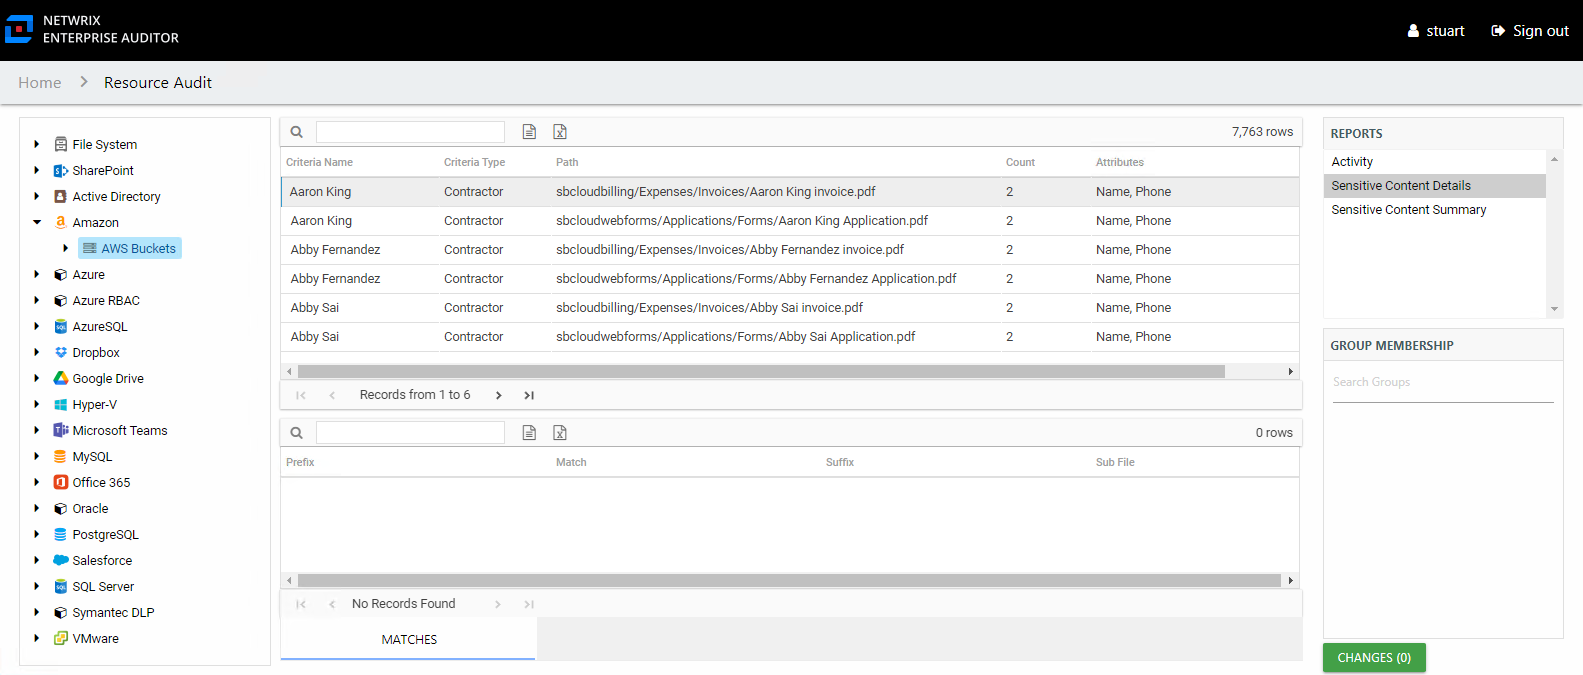 NETWRIX
ENTERPRISE AUDITOR
stuart
Sign out
Home
Resource Audit
File System
SharePoint
Active Directory
Amazon
AWS Buckets
Azure
Azure RBAC
AzureSQL
Dropbox
Google Drive
Hyper-V
Microsoft Teams
MySQL
Office 365
Oracle
PostgreSQL
Salesforce
SQL Server
Symantec DLP
VMware
7,763 rows
Criteria Name Criteria Type Path Count Attributes
Aaron King Contractor sbcloudbilling/Expenses/Invoices/Aaron King invoice.pdf 2 Name, Phone
Aaron King Contractor sbcloudwebforms/Applications/Forms/Aaron King Application.pdf 2 Name, Phone
Abby Fernandez Contractor sbcloudbilling/Expenses/Invoices/Abby Fernandez invoice.pdf 2 Name, Phone
Abby Fernandez Contractor sbcloudwebforms/Applications/Forms/Abby Fernandez Application.pdf 2 Name, Phone
Abby Sai Contractor sbcloudbilling/Expenses/Invoices/Abby Sai invoice.pdf 2 Name, Phone
Abby Sai Contractor sbcloudwebforms/Applications/Forms/Abby Sai Application.pdf 2 Name, Phone
Records from 1 to 6
0 rows
Prefix Match Suffix Sub File
No Records Found
MATCHES
REPORTS
Activity
Sensitive Content Details
Sensitive Content Summary
GROUP MEMBERSHIP
Search Groups
CHANGES (0)